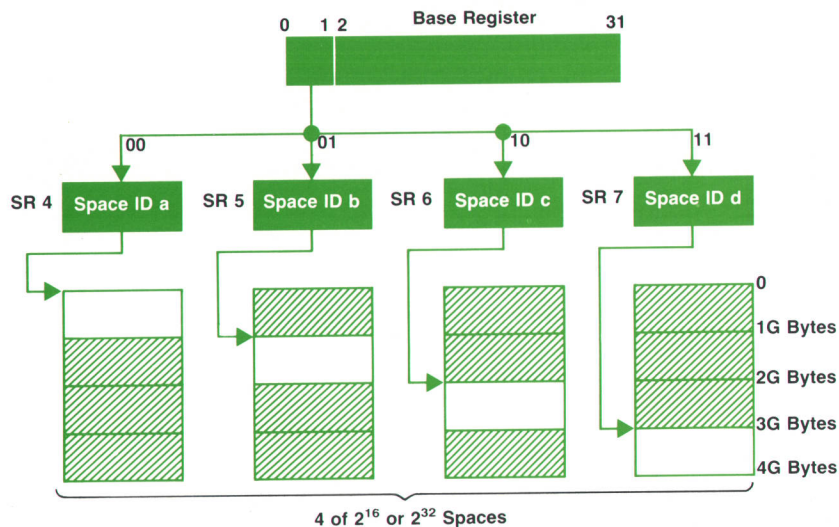 Base Register
0 1 2 31
00 01 10 11
SR 4 Space ID a SR 5 Space ID b SR 6 Space ID c SR 7 Space ID d
0
1G Bytes
2G Bytes
3G Bytes
4G Bytes
4 of 2¹⁶ or 2³² Spaces